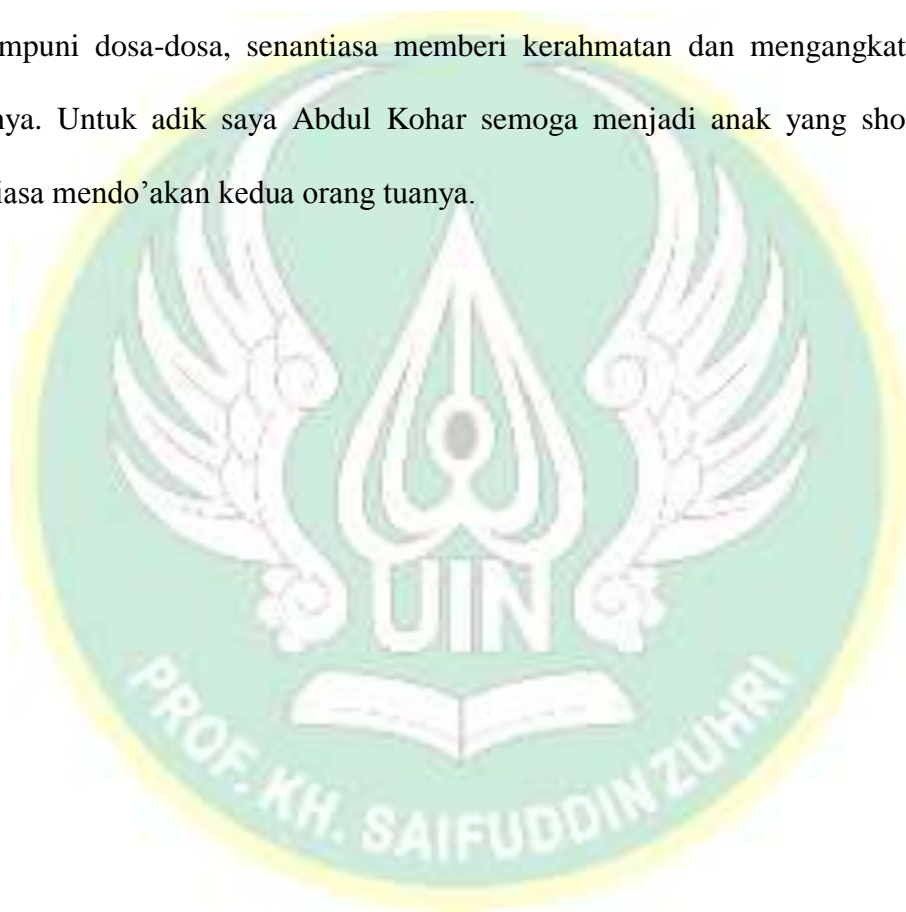 mpuni dosa-dosa, senantiasa memberi kerahmatan dan mengangkat
nya. Untuk adik saya Abdul Kohar semoga menjadi anak yang sho
iasa mendo’akan kedua orang tuanya.
UIN
PROF. KH. SAIFUDDIN ZUHRI